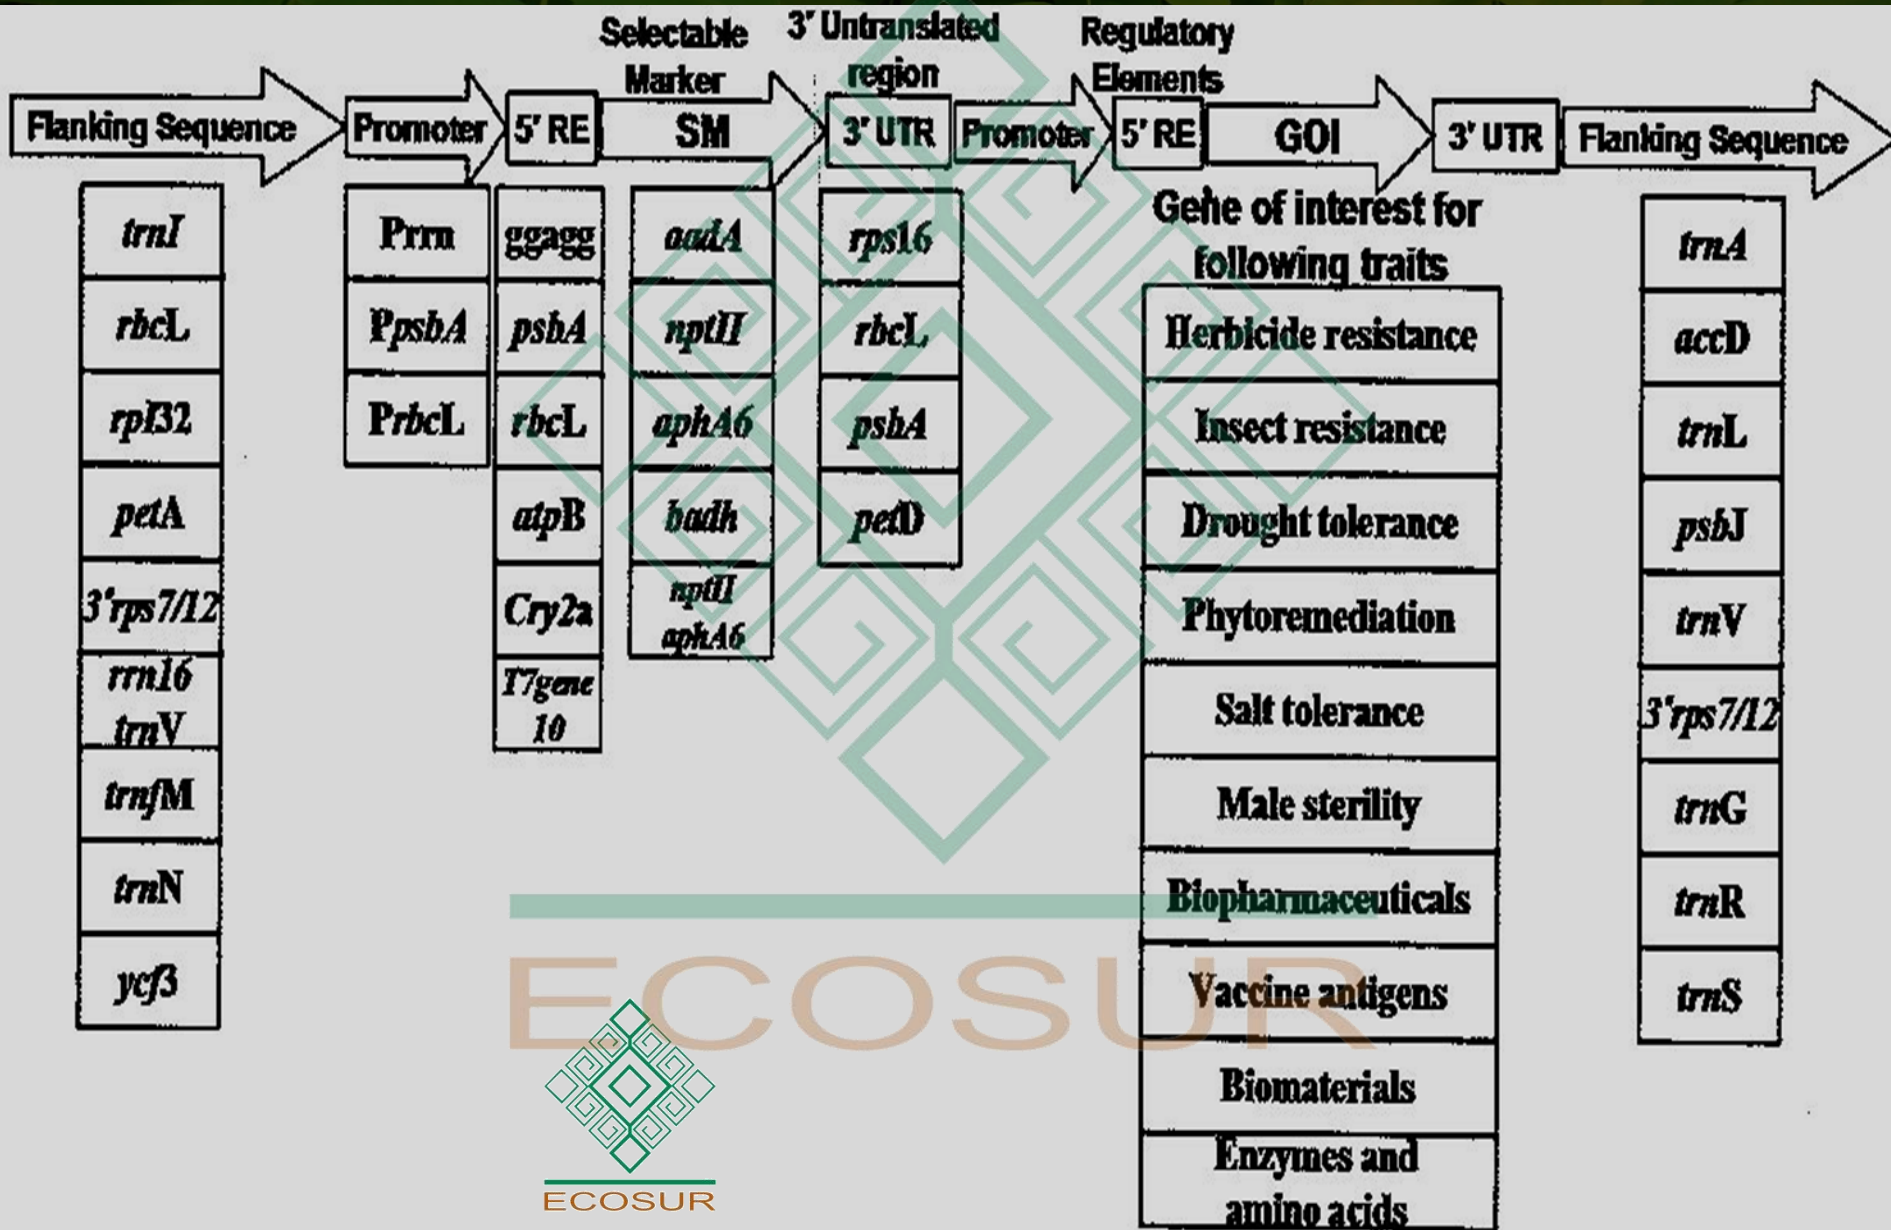 Selectable
Marker
3' Untranslated
region
Regulatory
Elements
Flanking Sequence
Promoter
5' RE
SM
3' UTR
Promoter
5' RE
GOI
3' UTR
Flanking Sequence
trnI
rbcL
rpl32
petA
3'rps7/12
rrn16
trnV
trnfM
trnN
ycf3
Prrn
PpsbA
PrbcL
ggagg
psbA
rbcL
atpB
Cry2a
T7gene
10
aadA
nptII
aphA6
badh
nptII
aphA6
rps16
rbcL
psbA
petD
Gene of interest for
following traits
Herbicide resistance
Insect resistance
Drought tolerance
Phytoremediation
Salt tolerance
Male sterility
Biopharmaceuticals
Vaccine antigens
Biomaterials
Enzymes and
amino acids
trnA
accD
trnL
psbJ
trnV
3'rps7/12
trnG
trnR
trnS
ECOSUR
ECOSUR